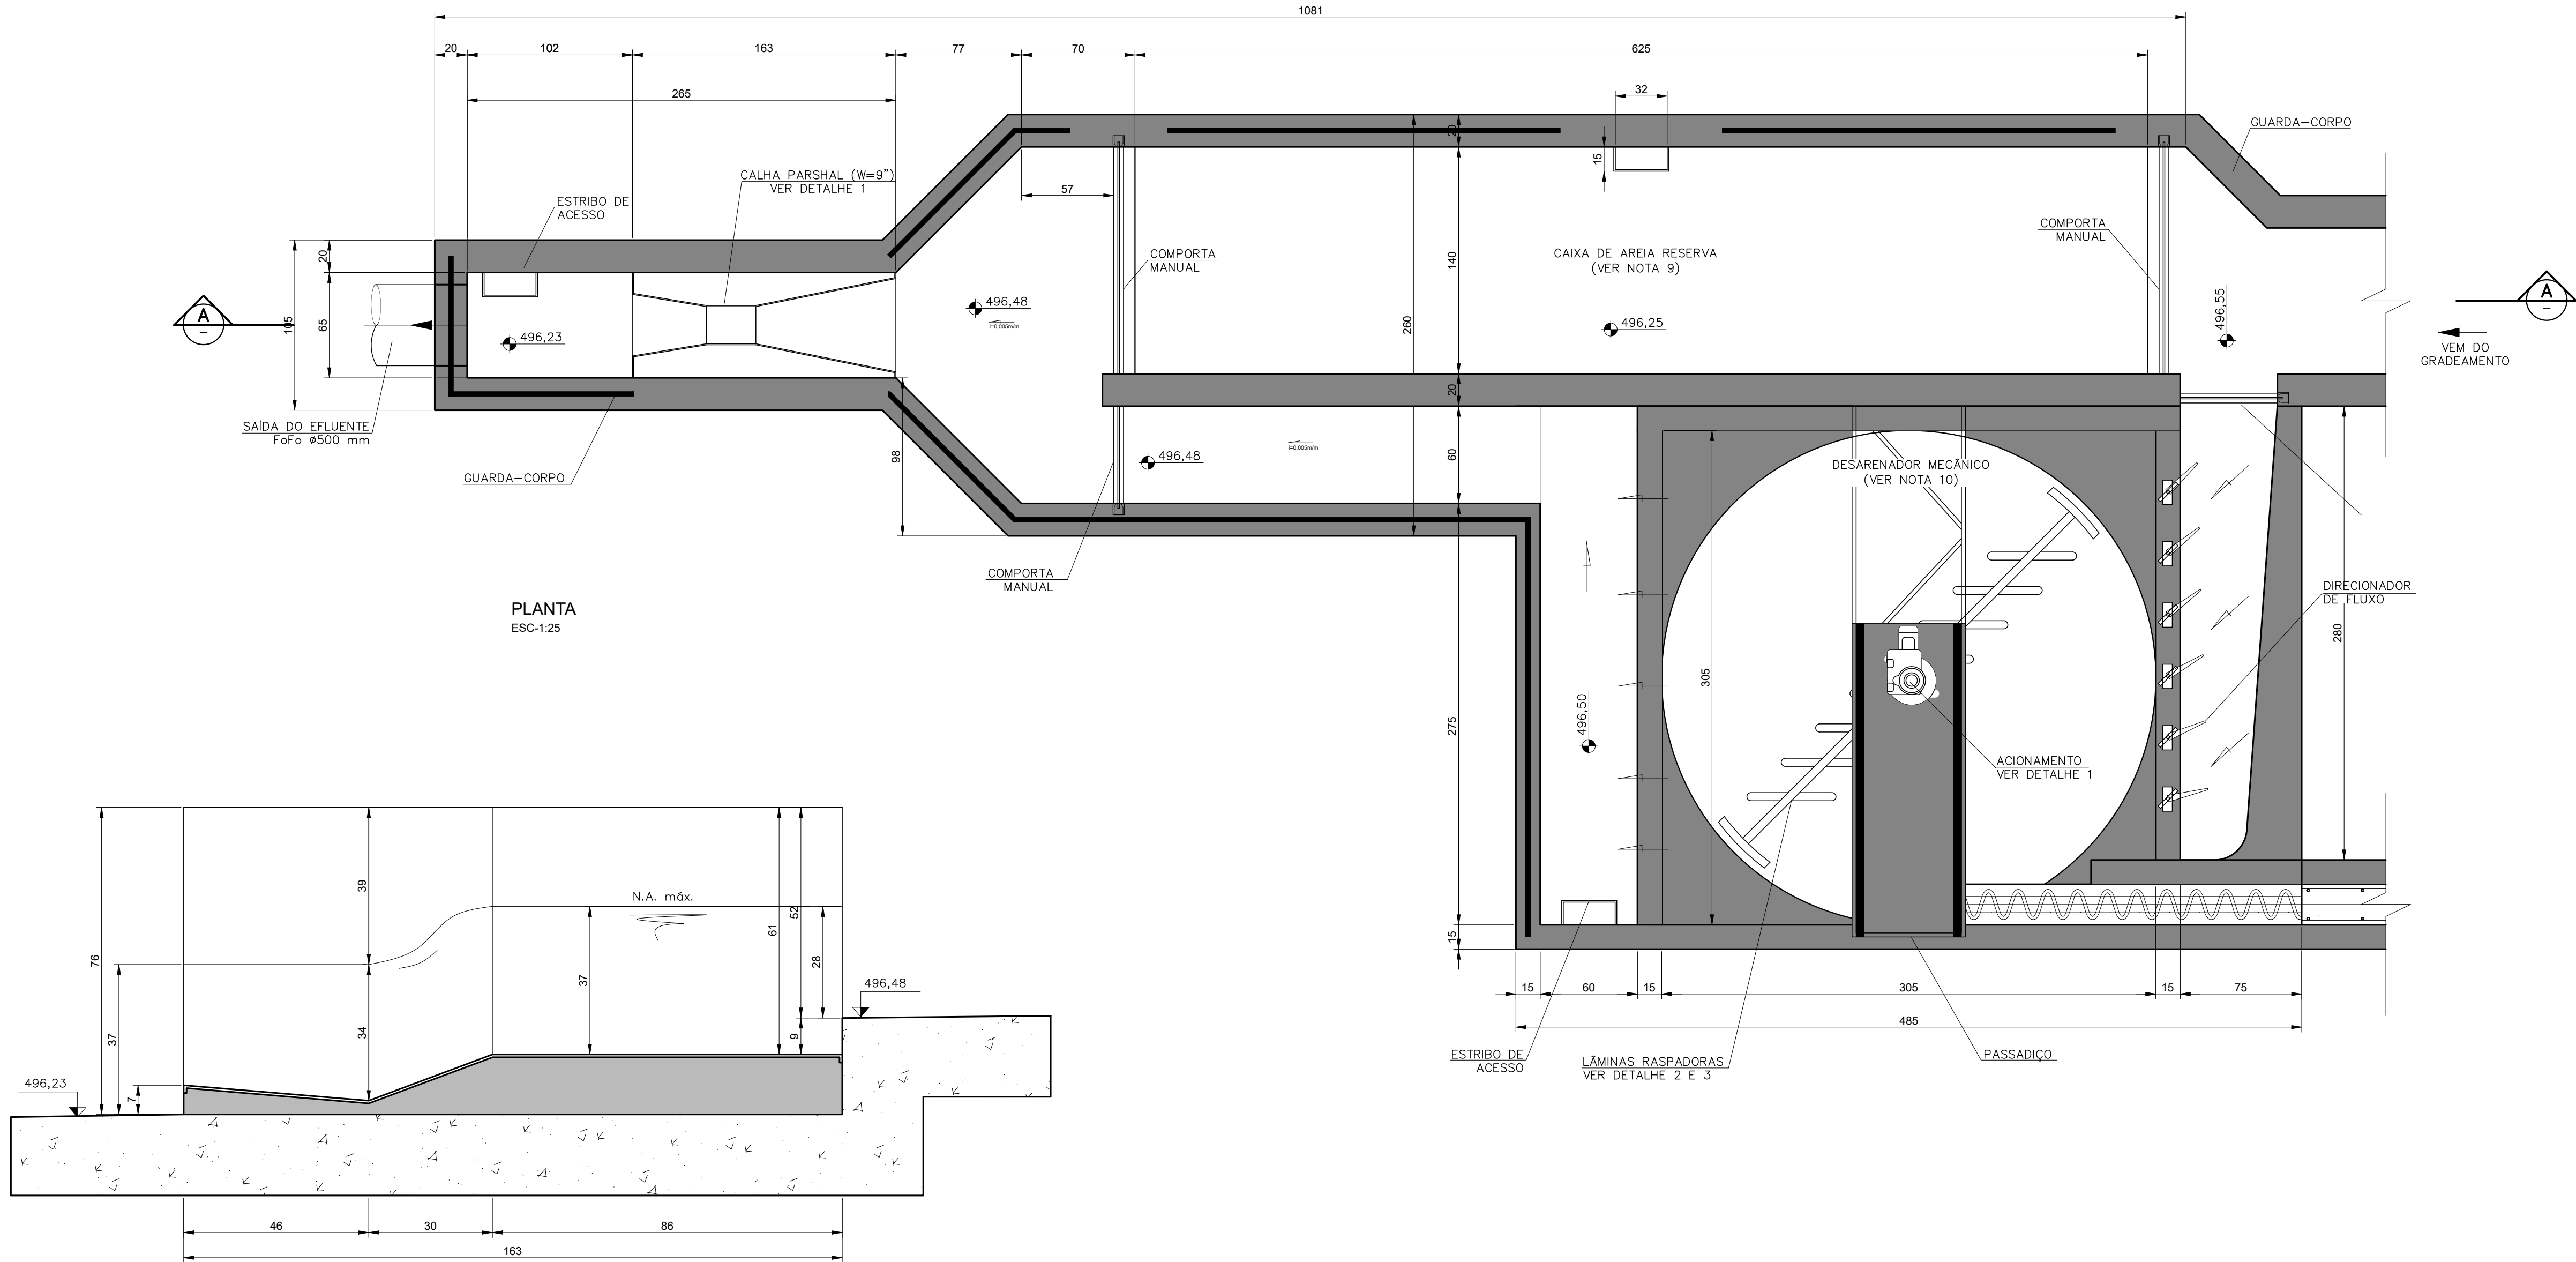 1081
20
102
163
77
70
625
265
32
GUARDA-CORPO
20
15
CALHA PARSHAL (W=9")
VER DETALHE 1
57
ESTRIBO DE
ACESSO
COMPORTA
MANUAL
COMPORTA
MANUAL
CAIXA DE AREIA RESERVA
(VER NOTA 9)
140
20
105
65
A
–
496,23
496,48
i=0,005m/m
260
496,25
496,55
A
–
VEM DO
GRADEAMENTO
20
SAÍDA DO EFLUENTE
FoFo Ø500 mm
GUARDA-CORPO
98
496,48
i=0,005m/m
60
DESARENADOR MECÂNICO
(VER NOTA 10)
COMPORTA
MANUAL
DIRECIONADOR
DE FLUXO
280
PLANTA
ESC-1:25
305
275
496,50
ACIONAMENTO
VER DETALHE 1
15
15
60
15
305
15
75
485
ESTRIBO DE
ACESSO
LÂMINAS RASPADORAS
VER DETALHE 2 E 3
PASSADIÇO
76
39
N.A. máx.
52
61
28
37
496,48
37
34
9
496,23
7
46
30
86
163